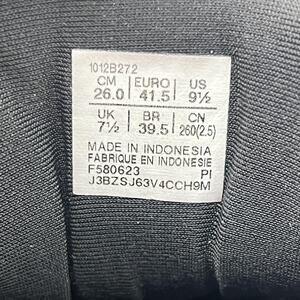 1012B272
CM EURO US
26.0 41.5 9½
UK BR CN
7½ 39.5 260(2.5)
MADE IN INDONESIA
FABRIQUE EN INDONESIE
F580623 PI
J3BZSJ63V4CCH9M